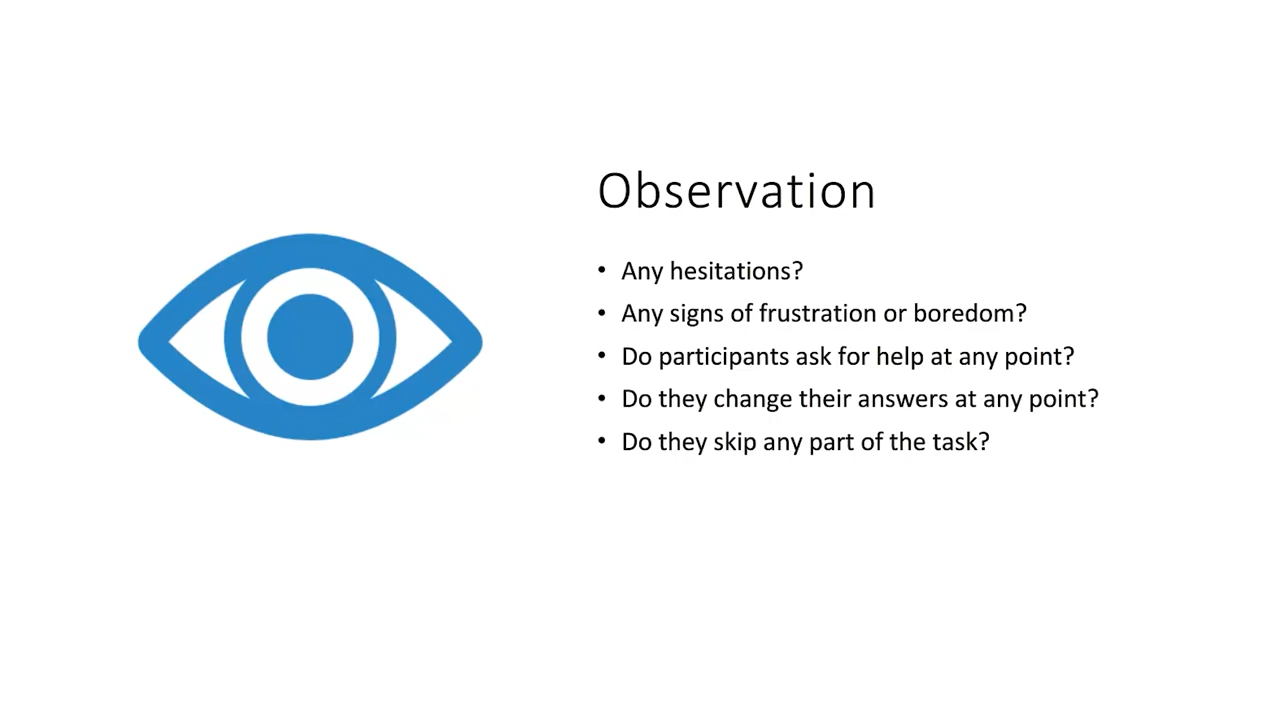 Observation
• Any hesitations?
• Any signs of frustration or boredom?
• Do participants ask for help at any point?
• Do they change their answers at any point?
• Do they skip any part of the task?